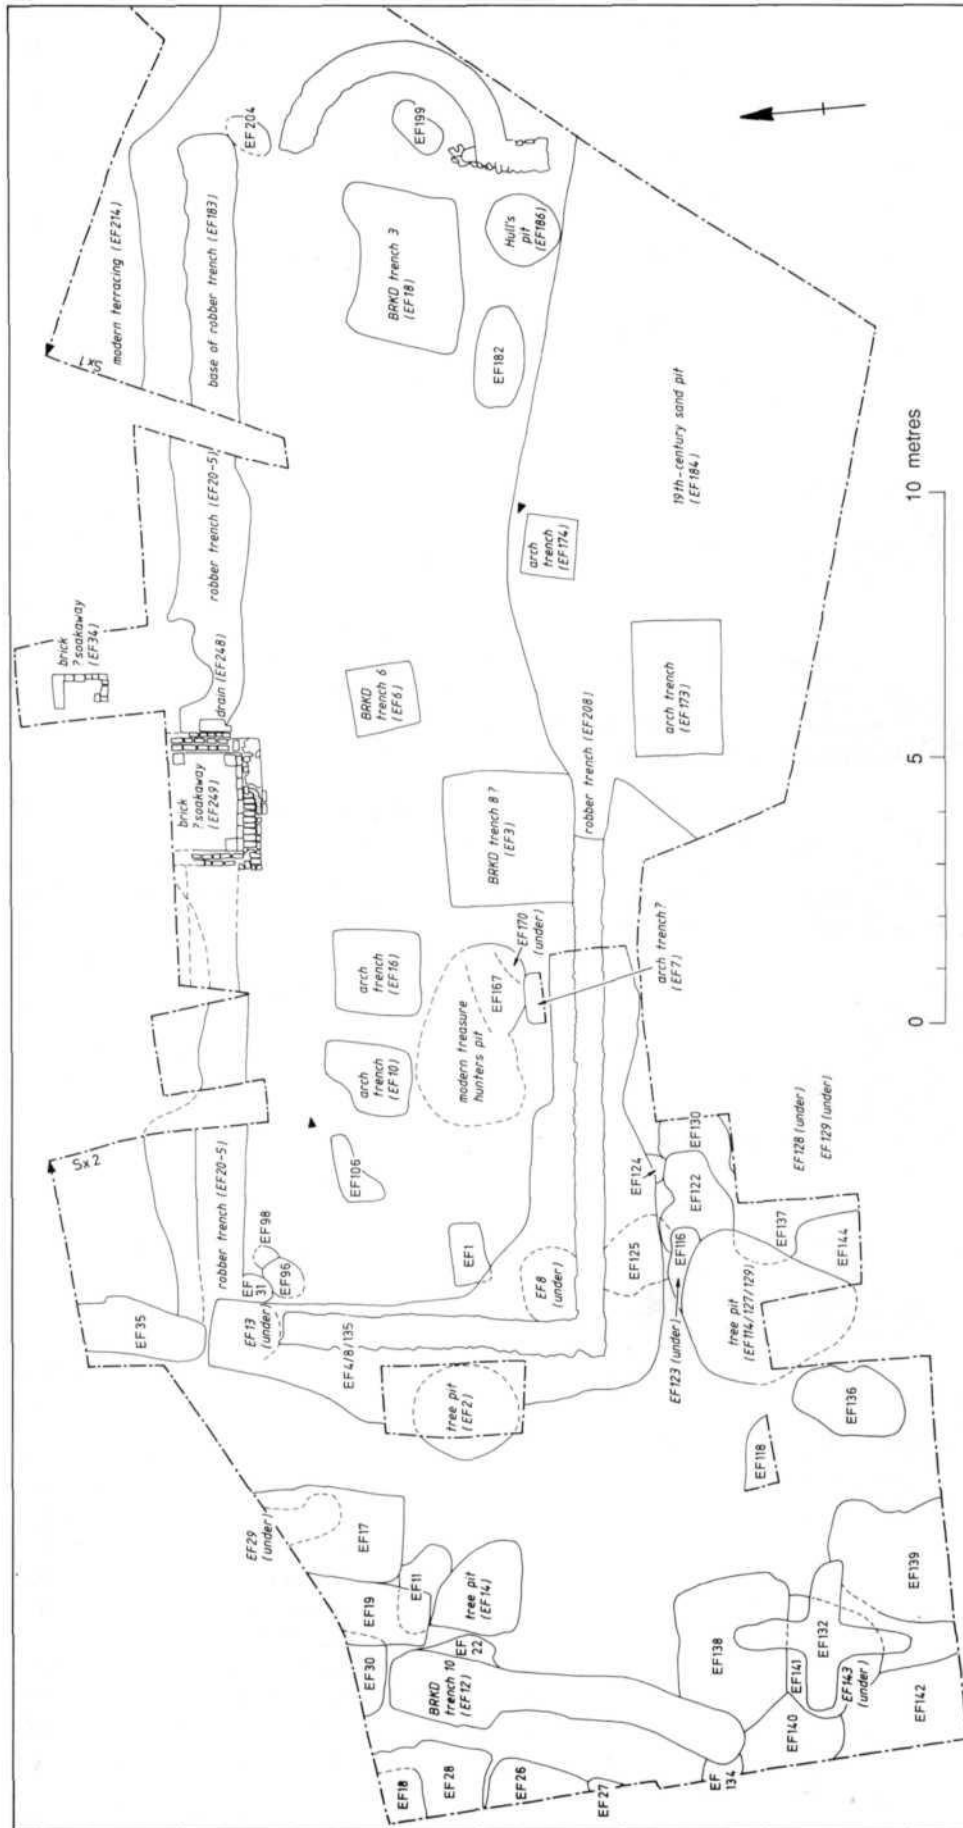 modern terracing (EF214)
EF204
base of robber trench (EF183)
EF199
BRKD
trench 3
(EF18)
Hull's
pit
(EF186)
EF182
Sx 1
robber trench (EF20-5)
19th-century sand pit
(EF184)
brick
?soakaway
(EF34)
drain (EF248)
arch
trench
(EF174)
BRKD
trench 6
(EF6)
arch trench
(EF173)
brick
?soakaway
(EF249)
robber trench (EF208)
BRKD trench 8?
(EF3)
arch
trench
(EF16)
EF170
(under)
EF167
modern treasure
hunters pit
arch trench?
(EF7)
arch
trench
(EF10)
Sx 2
EF106
EF124
EF130
EF122
EF128 (under)
EF129 (under)
robber trench (EF20-5)
EF98
EF96
EF
31
EF1
EF8
(under)
EF125
EF116
EF137
EF144
EF35
EF13
(under)
EF4/8/135
EF123 (under)
tree pit
(EF114/127/129)
tree pit
(EF2)
EF136
EF118
EF29
(under)
EF17
EF11
EF19
tree pit
(EF14)
EF
22
EF30
BRKD
trench 10
(EF12)
EF138
EF139
EF132
EF141
EF143
(under)
EF140
EF142
EF18
EF28
EF26
EF27
EF
134
0
5
10 metres